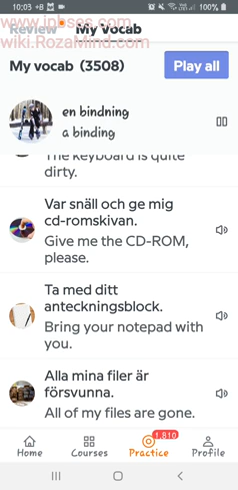 10:03
100%
www.inbses.com
Review
My Vocab
wiki.RozaMind.com
My vocab (3508)
Play all
en bindning
a binding
The keyboard is quite
dirty.
Var snäll och ge mig
cd-romskivan.
Give me the CD-ROM,
please.
Ta med ditt
anteckningsblock.
Bring your notepad with
you.
Alla mina filer är
försvunna.
All of my files are gone.
1,810
Home
Courses
Practice
Profile